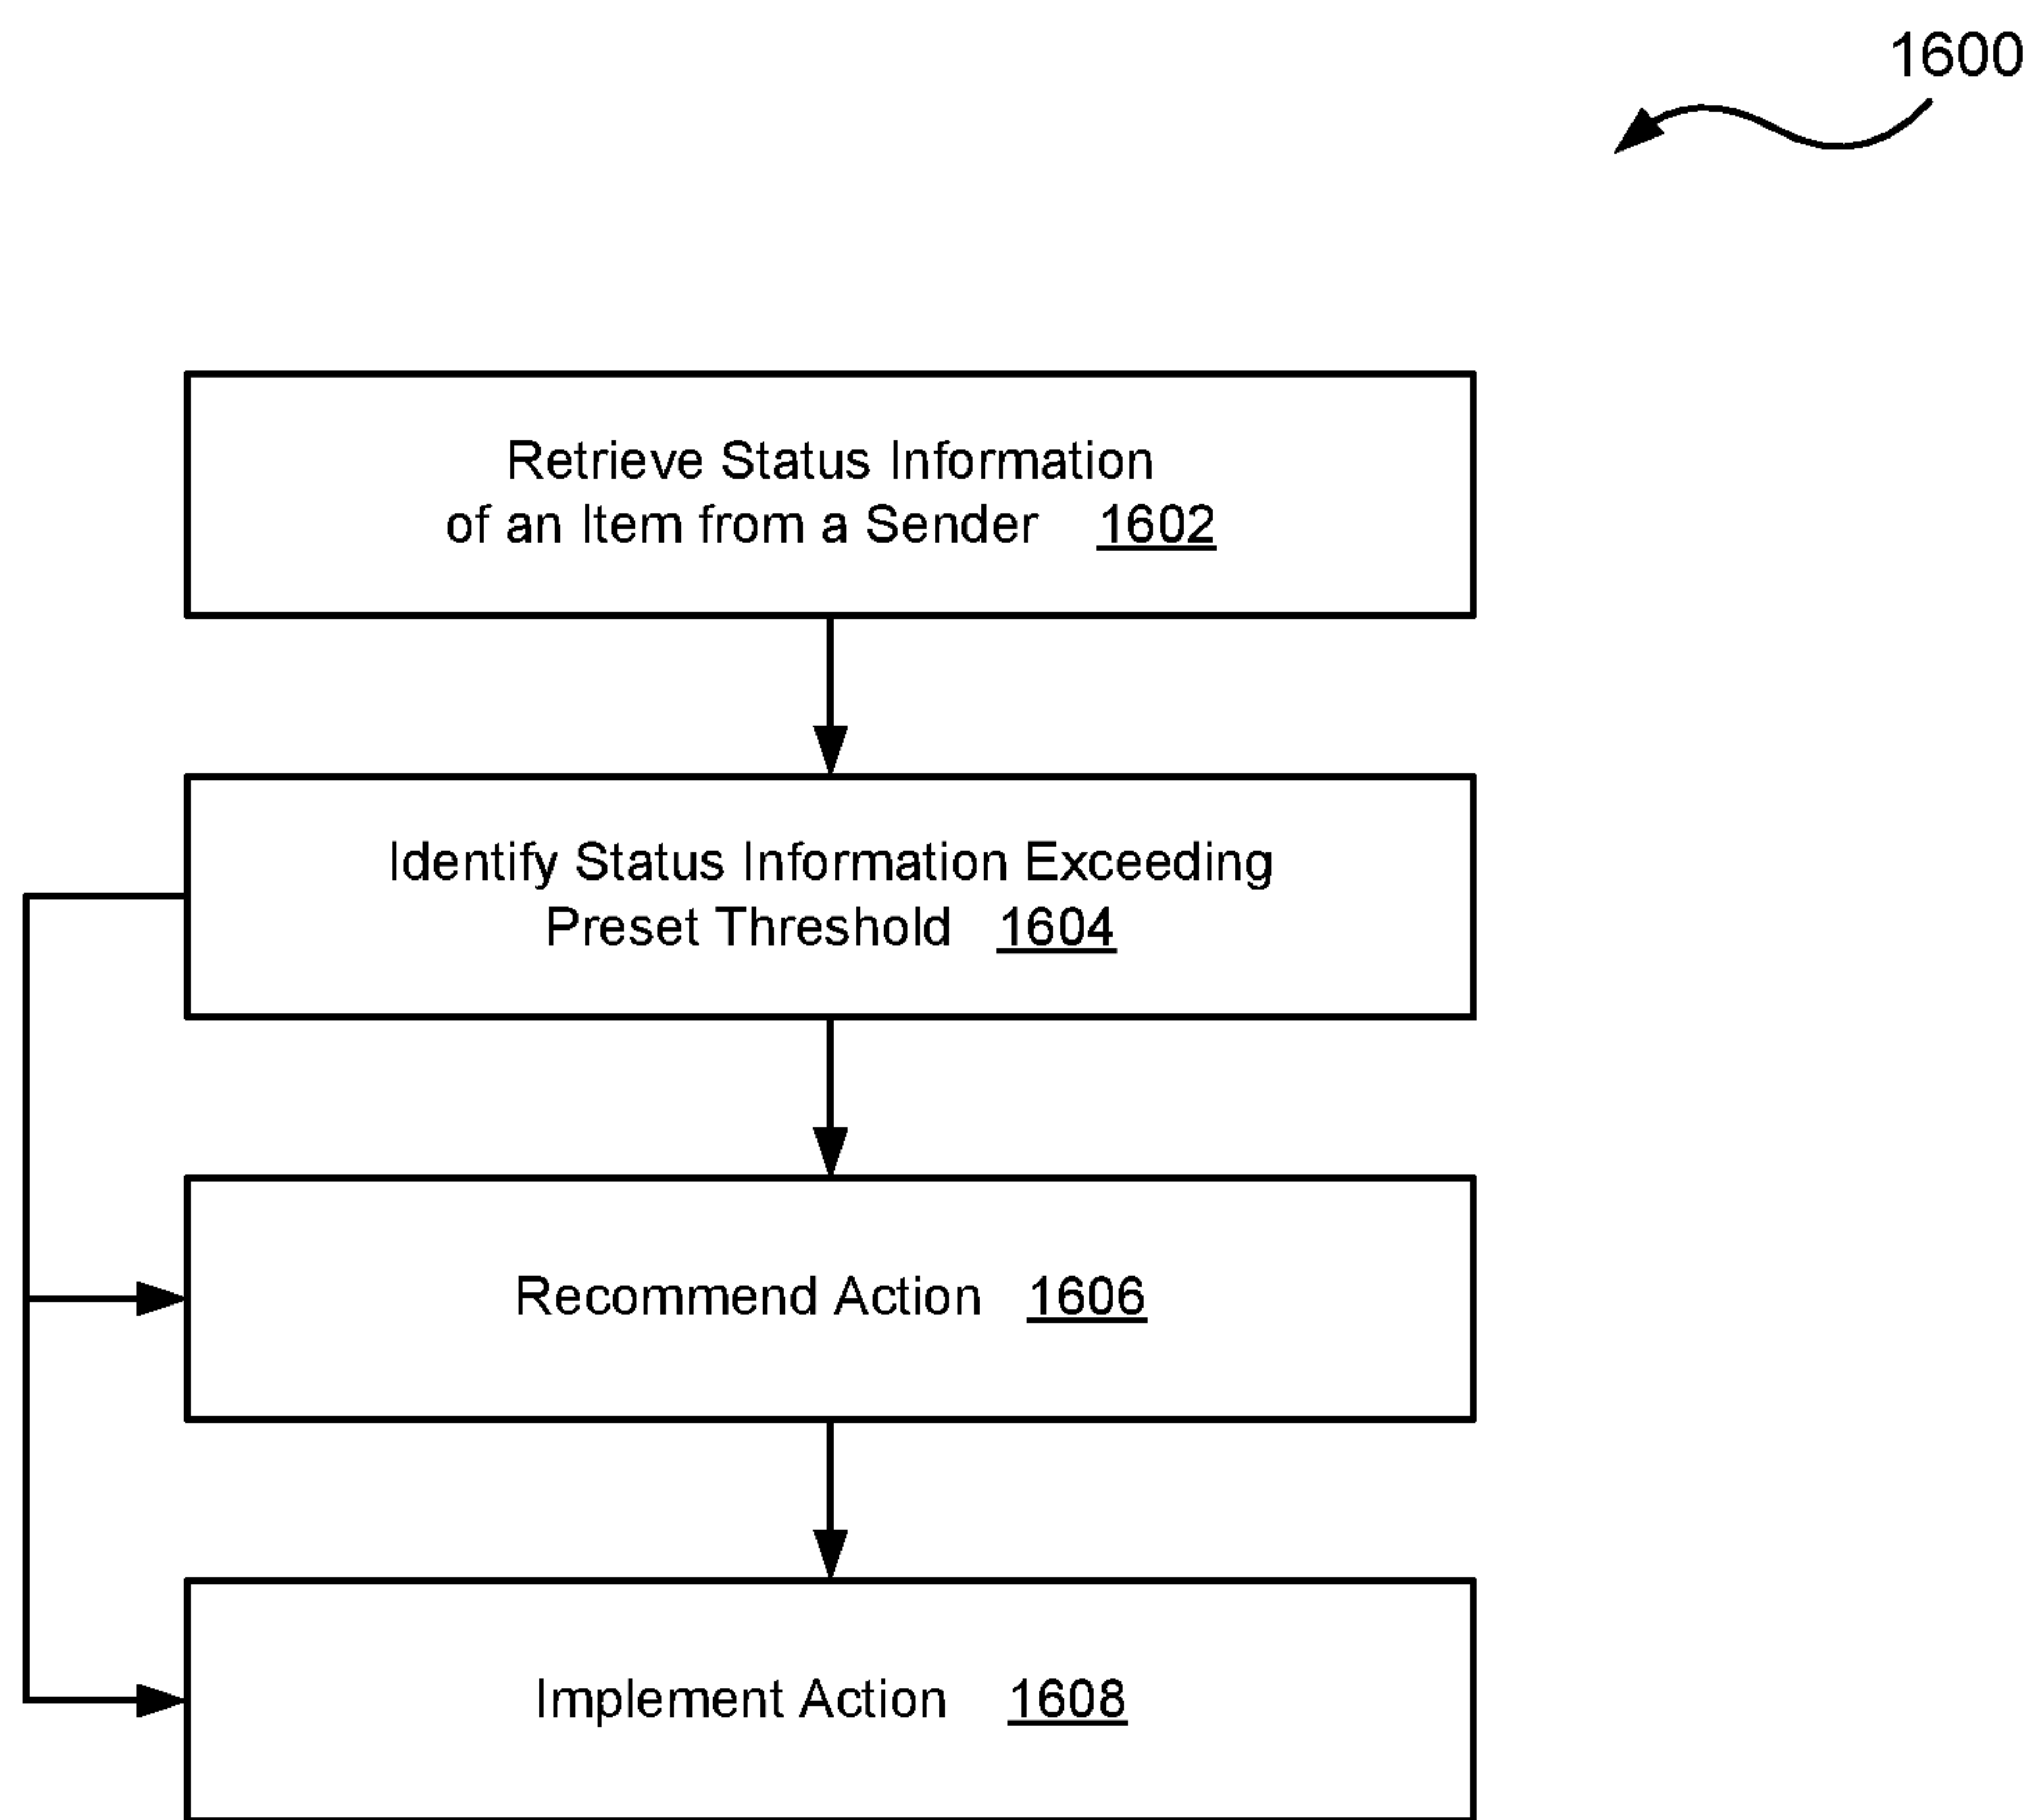 1600
Retrieve Status Information
of an Item from a Sender 1602
Identify Status Information Exceeding
Preset Threshold 1604
Recommend Action 1606
Implement Action 1608